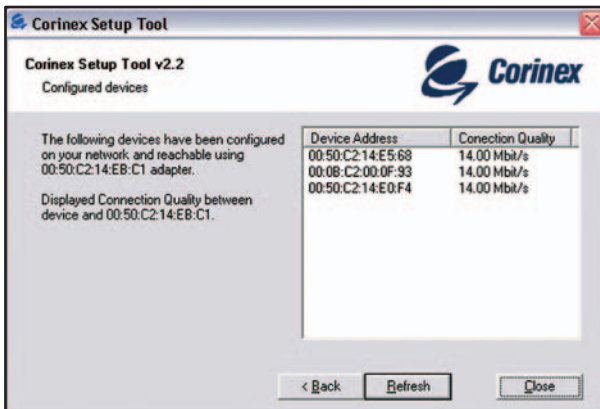 Corinex Setup Tool
Corinex Setup Tool v2.2
Configured devices
Corinex
The following devices have been configured
on your network and reachable using
00:50:C2:14:EB:C1 adapter.
Displayed Connection Quality between
device and 00:50:C2:14:EB:C1.
Device Address Conection Quality
00:50:C2:14:E5:68 14.00 Mbit/s
00:0B:C2:00:0F:93 14.00 Mbit/s
00:50:C2:14:E0:F4 14.00 Mbit/s
< Back Refresh Close